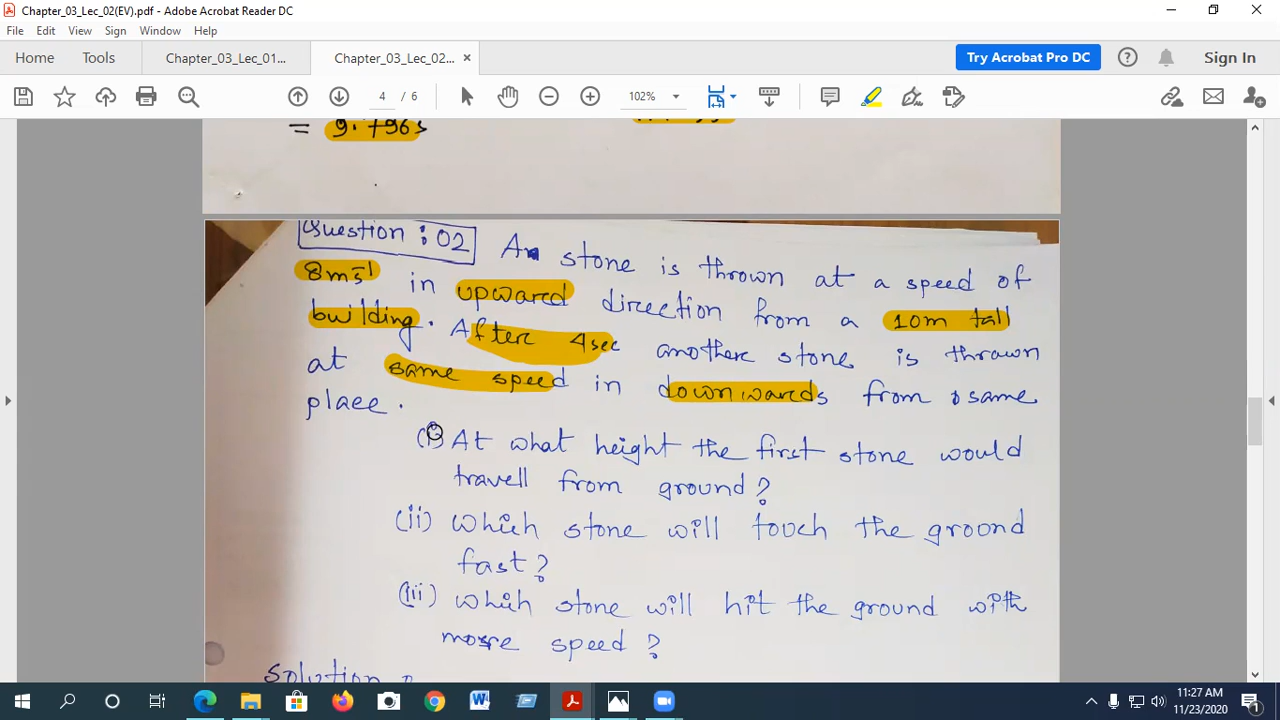 Chapter_03_Lec_02(EV).pdf - Adobe Acrobat Reader DC
File Edit View Sign Window Help
Home Tools Chapter_03_Lec_01... Chapter_03_Lec_02... × Try Acrobat Pro DC Sign In
4 / 6 102%
= 9.796s
Question : 02 A stone is thrown at a speed of
8ms⁻¹ in upward direction from a 10m tall
building. After 4sec another stone is thrown
at same speed in downwards from same
place.
(i) At what height the first stone would
travell from ground?
(ii) which stone will touch the ground
fast?
(iii) which stone will hit the ground with
more speed?
Solution :
11:27 AM
11/23/2020